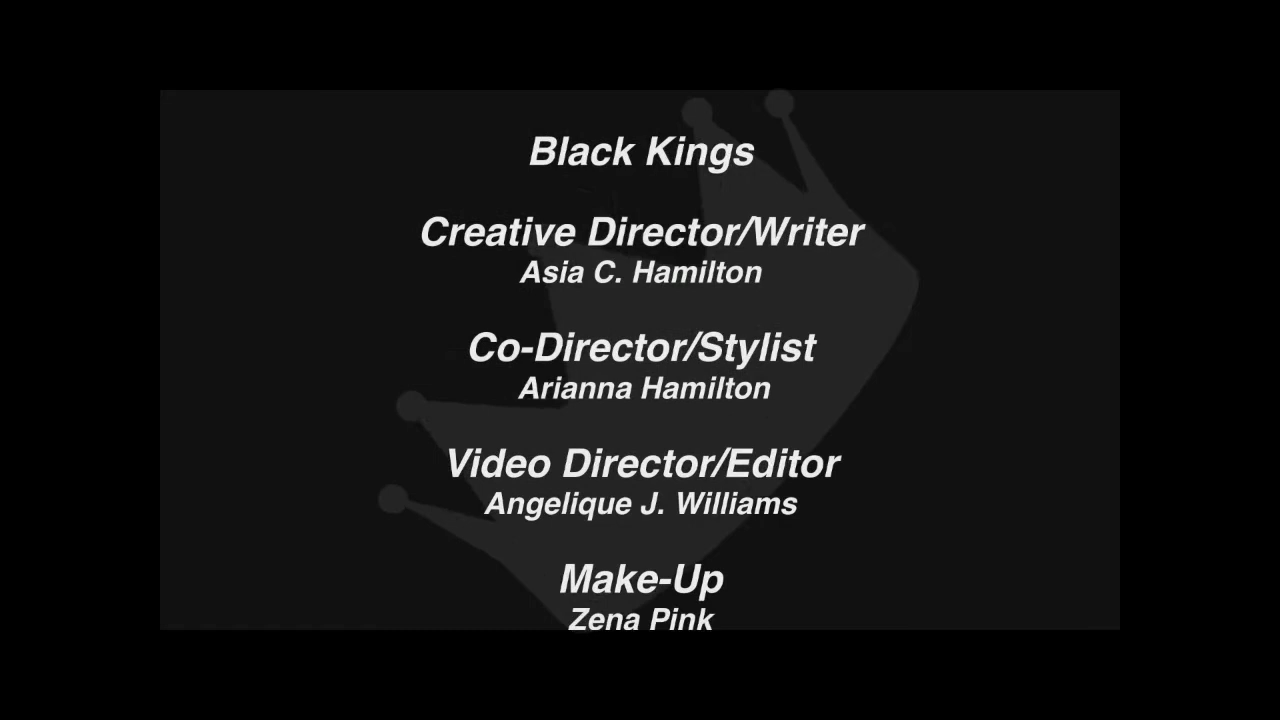 Black Kings
Creative Director/Writer
Asia C. Hamilton
Co-Director/Stylist
Arianna Hamilton
Video Director/Editor
Angelique J. Williams
Make-Up
Zena Pink